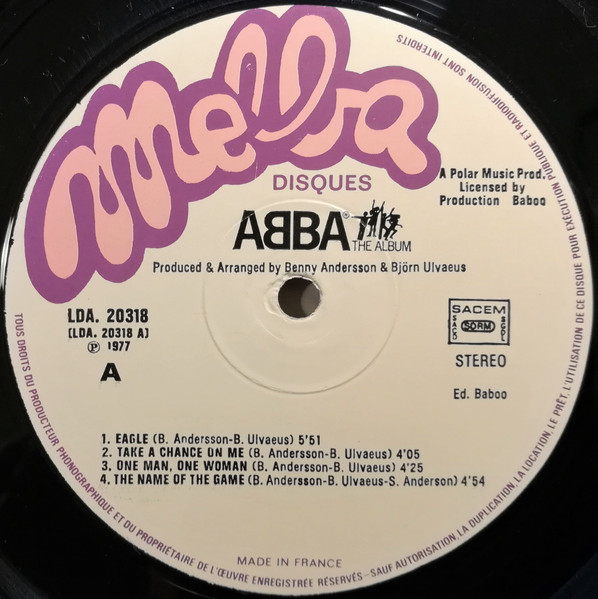 Melba
DISQUES
A Polar Music Prod.
Licensed by
Production Baboo
ABBA®
THE ALBUM
Produced & Arranged by Benny Andersson & Björn Ulvaeus
LDA. 20318
(LDA. 20318 A)
Ⓟ 1977
A
SACEM
SACD SDRM SGDL
STEREO
Ed. Baboo
1. EAGLE (B. Andersson-B. Ulvaeus) 5'51
2. TAKE A CHANCE ON ME (B. Andersson-B. Ulvaeus) 4'05
3. ONE MAN, ONE WOMAN (B. Andersson-B. Ulvaeus) 4'25
4. THE NAME OF THE GAME (B. Andersson-B. Ulvaeus-S. Anderson) 4'54
MADE IN FRANCE
TOUS DROITS DU PRODUCTEUR PHONOGRAPHIQUE ET DU PROPRIÉTAIRE DE L'ŒUVRE ENREGISTRÉE RÉSERVÉS-SAUF AUTORISATION, LA DUPLICATION, LA LOCATION, LE PRÊT, L'UTILISATION DE CE DISQUE POUR EXÉCUTION PUBLIQUE ET RADIODIFFUSION SONT INTERDITS